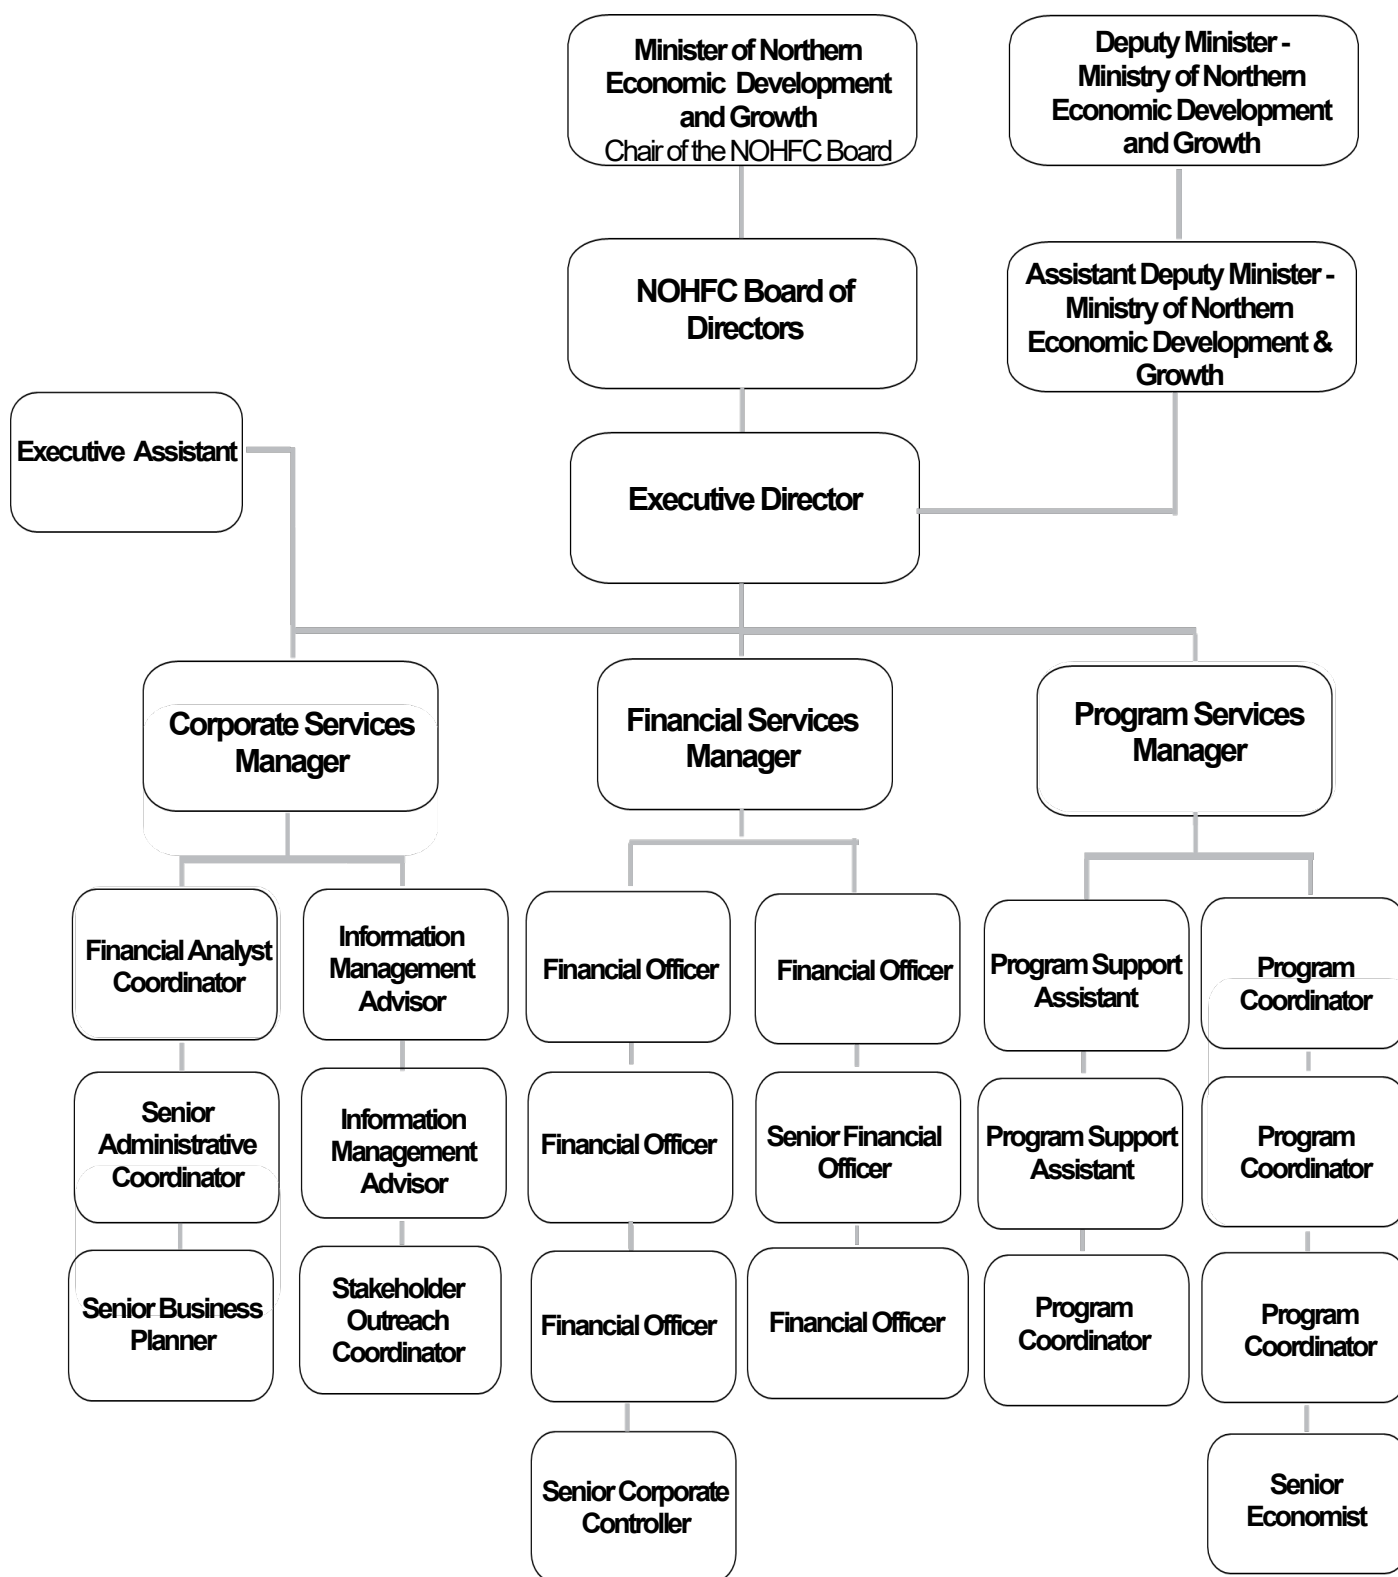 Minister of Northern
Economic Development
and Growth
Chair of the NOHFC Board
Deputy Minister -
Ministry of Northern
Economic Development
and Growth
NOHFC Board of
Directors
Assistant Deputy Minister -
Ministry of Northern
Economic Development &
Growth
Executive Assistant
Executive Director
Corporate Services
Manager
Financial Services
Manager
Program Services
Manager
Financial Analyst
Coordinator
Information
Management
Advisor
Financial Officer
Financial Officer
Program Support
Assistant
Program
Coordinator
Senior
Administrative
Coordinator
Information
Management
Advisor
Financial Officer
Senior Financial
Officer
Program Support
Assistant
Program
Coordinator
Senior Business
Planner
Stakeholder
Outreach
Coordinator
Financial Officer
Financial Officer
Program
Coordinator
Program
Coordinator
Senior Corporate
Controller
Senior
Economist